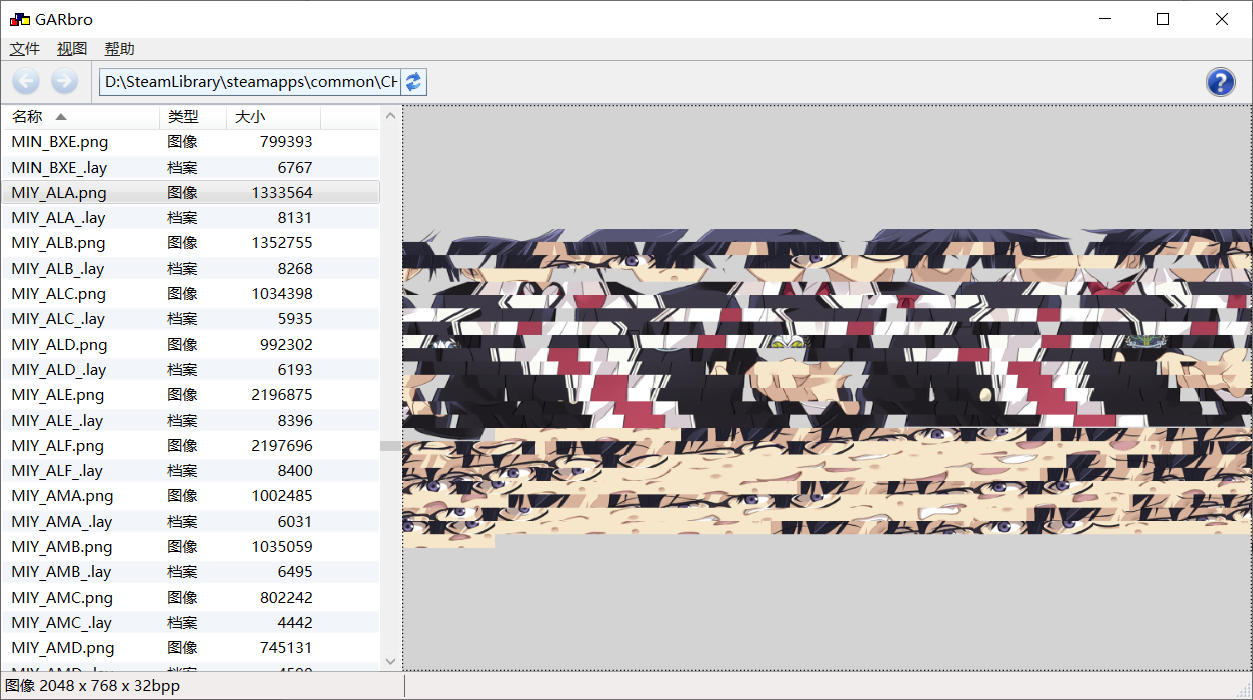 GARbro
文件 视图 帮助
D:\SteamLibrary\steamapps\common\CH
名称 类型 大小
MIN_BXE.png 图像 799393
MIN_BXE_.lay 档案 6767
MIY_ALA.png 图像 1333564
MIY_ALA_.lay 档案 8131
MIY_ALB.png 图像 1352755
MIY_ALB_.lay 档案 8268
MIY_ALC.png 图像 1034398
MIY_ALC_.lay 档案 5935
MIY_ALD.png 图像 992302
MIY_ALD_.lay 档案 6193
MIY_ALE.png 图像 2196875
MIY_ALE_.lay 档案 8396
MIY_ALF.png 图像 2197696
MIY_ALF_.lay 档案 8400
MIY_AMA.png 图像 1002485
MIY_AMA_.lay 档案 6031
MIY_AMB.png 图像 1035059
MIY_AMB_.lay 档案 6495
MIY_AMC.png 图像 802242
MIY_AMC_.lay 档案 4442
MIY_AMD.png 图像 745131
图像 2048 x 768 x 32bpp